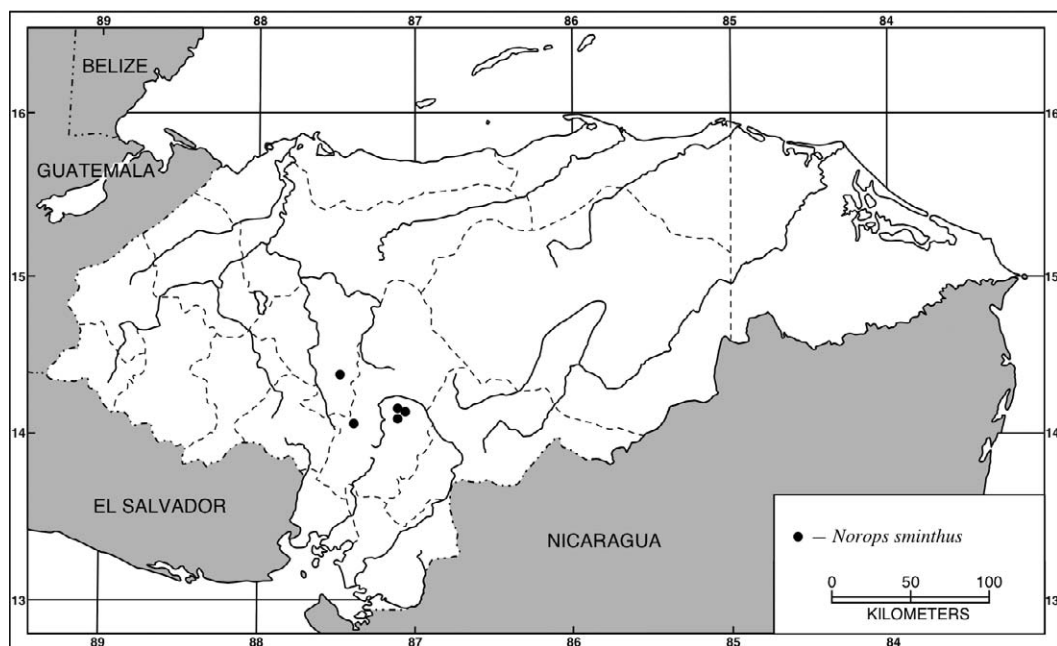 89 88 87 86 85 84
BELIZE
16 16
GUATEMALA
15 15
14 14
EL SALVADOR
NICARAGUA
● — Norops sminthus
0 50 100
KILOMETERS
13 13
89 88 87 86 85 84